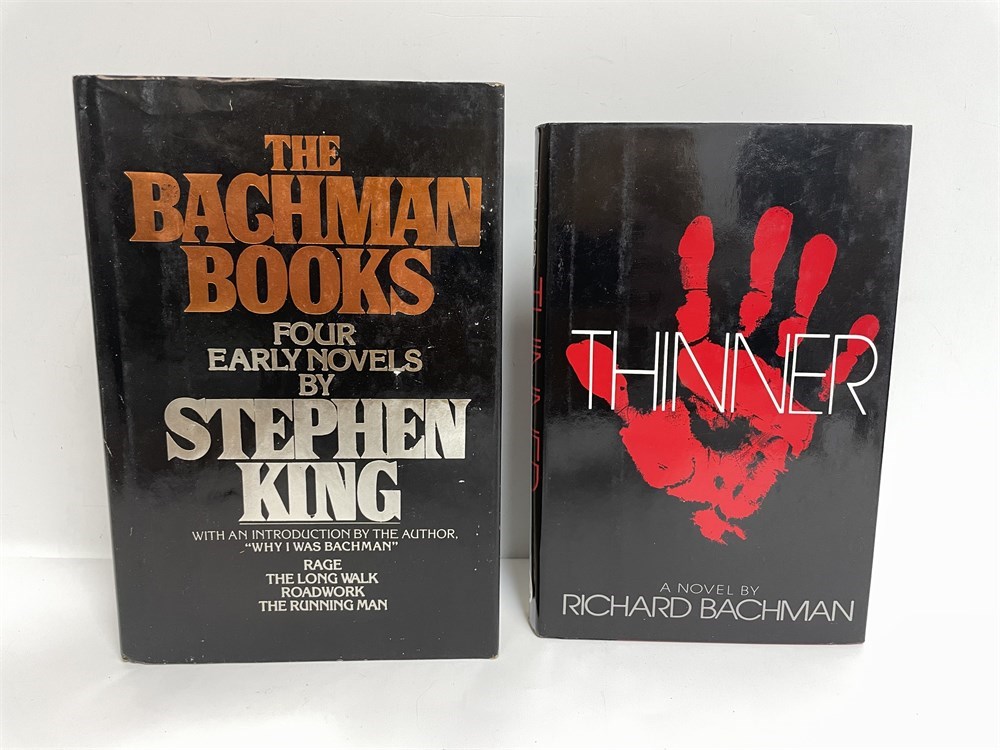 THE
BACHMAN
BOOKS
FOUR
EARLY NOVELS
BY
STEPHEN
KING
WITH AN INTRODUCTION BY THE AUTHOR,
"WHY I WAS BACHMAN"
RAGE
THE LONG WALK
ROADWORK
THE RUNNING MAN
THINNER
THINNER
A NOVEL BY
RICHARD BACHMAN